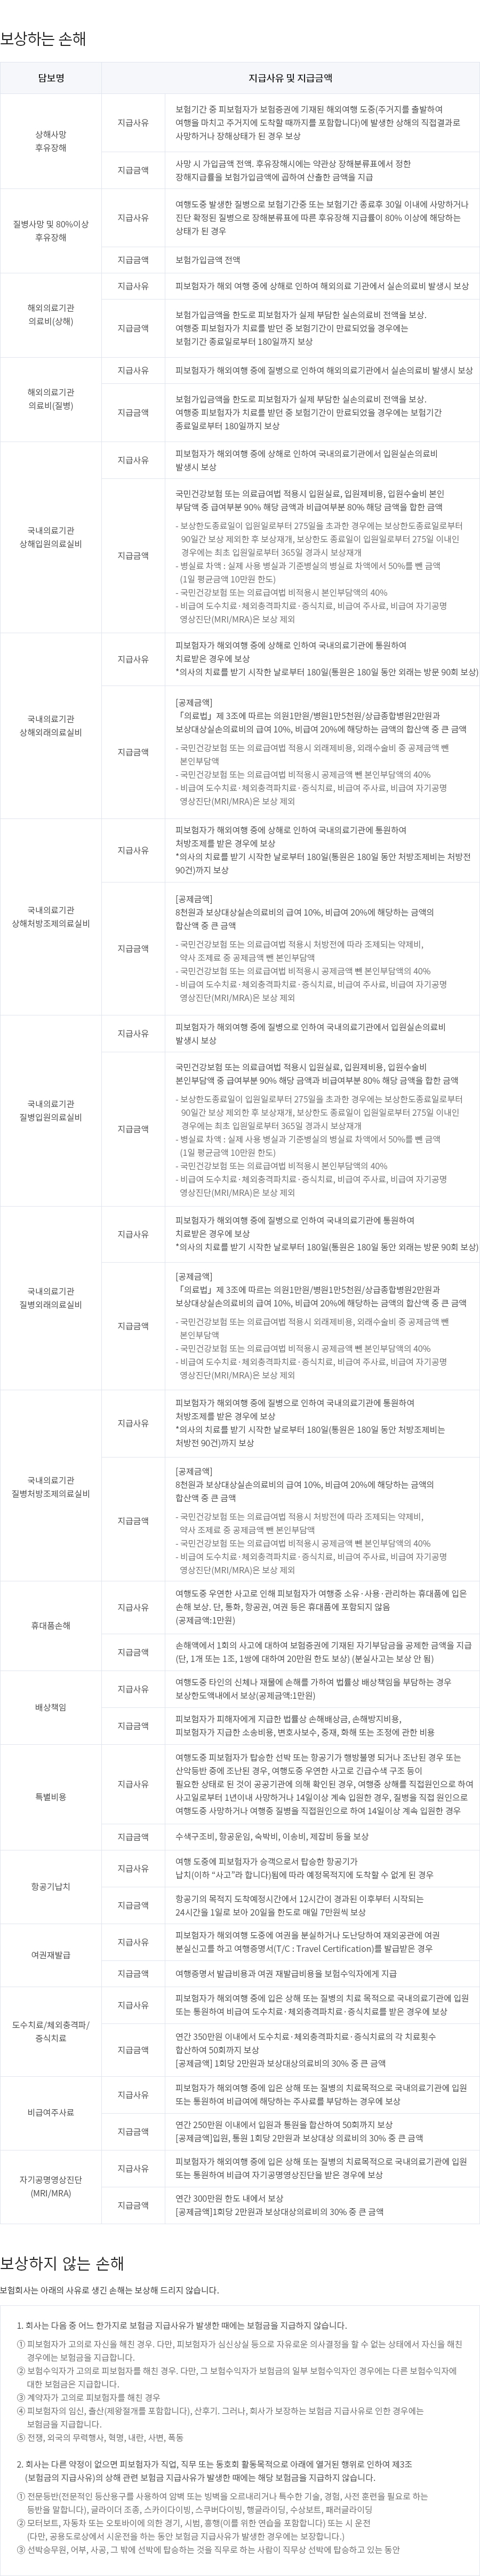 보상하는 손해
담보명
지급사유 및 지급금액
상해사망
후유장해
지급사유
보험기간 중 피보험자가 보험증권에 기재된 해외여행 도중(주거지를 출발하여
여행을 마치고 주거지에 도착할 때까지를 포함합니다)에 발생한 상해의 직접결과로
사망하거나 장해상태가 된 경우 보상
지급금액
사망 시 가입금액 전액. 후유장해시에는 약관상 장해분류표에서 정한
장해지급률을 보험가입금액에 곱하여 산출한 금액을 지급
질병사망 및 80%이상
후유장해
지급사유
여행도중 발생한 질병으로 보험기간중 또는 보험기간 종료후 30일 이내에 사망하거나
진단 확정된 질병으로 장해분류표에 따른 후유장해 지급률이 80% 이상에 해당하는
상태가 된 경우
지급금액
보험가입금액 전액
해외의료기관
의료비(상해)
지급사유
피보험자가 해외 여행 중에 상해로 인하여 해외의료 기관에서 실손의료비 발생시 보상
지급금액
보험가입금액을 한도로 피보험자가 실제 부담한 실손의료비 전액을 보상.
여행중 피보험자가 치료를 받던 중 보험기간이 만료되었을 경우에는
보험기간 종료일로부터 180일까지 보상
해외의료기관
의료비(질병)
지급사유
피보험자가 해외여행 중에 질병으로 인하여 해외의료기관에서 실손의료비 발생시 보상
지급금액
보험가입금액을 한도로 피보험자가 실제 부담한 실손의료비 전액을 보상.
여행중 피보험자가 치료를 받던 중 보험기간이 만료되었을 경우에는 보험기간
종료일로부터 180일까지 보상
국내의료기관
상해입원의료실비
지급사유
피보험자가 해외여행 중에 상해로 인하여 국내의료기관에서 입원실손의료비
발생시 보상
지급금액
국민건강보험 또는 의료급여법 적용시 입원실료, 입원제비용, 입원수술비 본인
부담액 중 급여부분 90% 해당 금액과 비급여부분 80% 해당 금액을 합한 금액
- 보상한도종료일이 입원일로부터 275일을 초과한 경우에는 보상한도종료일로부터
90일간 보상 제외한 후 보상재개, 보상한도 종료일이 입원일로부터 275일 이내인
경우에는 최초 입원일로부터 365일 경과시 보상재개
- 병실료 차액 : 실제 사용 병실과 기준병실의 병실료 차액에서 50%를 뺀 금액
(1일 평균금액 10만원 한도)
- 국민건강보험 또는 의료급여법 비적용시 본인부담액의 40%
- 비급여 도수치료·체외충격파치료·증식치료, 비급여 주사료, 비급여 자기공명
영상진단(MRI/MRA)은 보상 제외
국내의료기관
상해외래의료실비
지급사유
피보험자가 해외여행 중에 상해로 인하여 국내의료기관에 통원하여
치료받은 경우에 보상
*의사의 치료를 받기 시작한 날로부터 180일(통원은 180일 동안 외래는 방문 90회 보상)
지급금액
[공제금액]
「의료법」제 3조에 따르는 의원1만원/병원1만5천원/상급종합병원2만원과
보상대상실손의료비의 급여 10%, 비급여 20%에 해당하는 금액의 합산액 중 큰 금액
- 국민건강보험 또는 의료급여법 적용시 외래제비용, 외래수술비 중 공제금액 뺀
본인부담액
- 국민건강보험 또는 의료급여법 비적용시 공제금액 뺀 본인부담액의 40%
- 비급여 도수치료·체외충격파치료·증식치료, 비급여 주사료, 비급여 자기공명
영상진단(MRI/MRA)은 보상 제외
국내의료기관
상해처방조제의료실비
지급사유
피보험자가 해외여행 중에 상해로 인하여 국내의료기관에 통원하여
처방조제를 받은 경우에 보상
*의사의 치료를 받기 시작한 날로부터 180일(통원은 180일 동안 처방조제비는 처방전
90건)까지 보상
지급금액
[공제금액]
8천원과 보상대상실손의료비의 급여 10%, 비급여 20%에 해당하는 금액의
합산액 중 큰 금액
- 국민건강보험 또는 의료급여법 적용시 처방전에 따라 조제되는 약제비,
약사 조제료 중 공제금액 뺀 본인부담액
- 국민건강보험 또는 의료급여법 비적용시 공제금액 뺀 본인부담액의 40%
- 비급여 도수치료·체외충격파치료·증식치료, 비급여 주사료, 비급여 자기공명
영상진단(MRI/MRA)은 보상 제외
국내의료기관
질병입원의료실비
지급사유
피보험자가 해외여행 중에 질병으로 인하여 국내의료기관에서 입원실손의료비
발생시 보상
지급금액
국민건강보험 또는 의료급여법 적용시 입원실료, 입원제비용, 입원수술비
본인부담액 중 급여부분 90% 해당 금액과 비급여부분 80% 해당 금액을 합한 금액
- 보상한도종료일이 입원일로부터 275일을 초과한 경우에는 보상한도종료일로부터
90일간 보상 제외한 후 보상재개, 보상한도 종료일이 입원일로부터 275일 이내인
경우에는 최초 입원일로부터 365일 경과시 보상재개
- 병실료 차액 : 실제 사용 병실과 기준병실의 병실료 차액에서 50%를 뺀 금액
(1일 평균금액 10만원 한도)
- 국민건강보험 또는 의료급여법 비적용시 본인부담액의 40%
- 비급여 도수치료·체외충격파치료·증식치료, 비급여 주사료, 비급여 자기공명
영상진단(MRI/MRA)은 보상 제외
국내의료기관
질병외래의료실비
지급사유
피보험자가 해외여행 중에 질병으로 인하여 국내의료기관에 통원하여
치료받은 경우에 보상
*의사의 치료를 받기 시작한 날로부터 180일(통원은 180일 동안 외래는 방문 90회 보상)
지급금액
[공제금액]
「의료법」제 3조에 따르는 의원1만원/병원1만5천원/상급종합병원2만원과
보상대상실손의료비의 급여 10%, 비급여 20%에 해당하는 금액의 합산액 중 큰 금액
- 국민건강보험 또는 의료급여법 적용시 외래제비용, 외래수술비 중 공제금액 뺀
본인부담액
- 국민건강보험 또는 의료급여법 비적용시 공제금액 뺀 본인부담액의 40%
- 비급여 도수치료·체외충격파치료·증식치료, 비급여 주사료, 비급여 자기공명
영상진단(MRI/MRA)은 보상 제외
국내의료기관
질병처방조제의료실비
지급사유
피보험자가 해외여행 중에 질병으로 인하여 국내의료기관에 통원하여
처방조제를 받은 경우에 보상
*의사의 치료를 받기 시작한 날로부터 180일(통원은 180일 동안 처방조제비는
처방전 90건)까지 보상
지급금액
[공제금액]
8천원과 보상대상실손의료비의 급여 10%, 비급여 20%에 해당하는 금액의
합산액 중 큰 금액
- 국민건강보험 또는 의료급여법 적용시 처방전에 따라 조제되는 약제비,
약사 조제료 중 공제금액 뺀 본인부담액
- 국민건강보험 또는 의료급여법 비적용시 공제금액 뺀 본인부담액의 40%
- 비급여 도수치료·체외충격파치료·증식치료, 비급여 주사료, 비급여 자기공명
영상진단(MRI/MRA)은 보상 제외
휴대품손해
지급사유
여행도중 우연한 사고로 인해 피보험자가 여행중 소유·사용·관리하는 휴대품에 입은
손해 보상. 단, 통화, 항공권, 여권 등은 휴대품에 포함되지 않음
(공제금액:1만원)
지급금액
손해액에서 1회의 사고에 대하여 보험증권에 기재된 자기부담금을 공제한 금액을 지급
(단, 1개 또는 1조, 1쌍에 대하여 20만원 한도 보상) (분실사고는 보상 안 됨)
배상책임
지급사유
여행도중 타인의 신체나 재물에 손해를 가하여 법률상 배상책임을 부담하는 경우
보상한도액내에서 보상(공제금액:1만원)
지급금액
피보험자가 피해자에게 지급한 법률상 손해배상금, 손해방지비용,
피보험자가 지급한 소송비용, 변호사보수, 중재, 화해 또는 조정에 관한 비용
특별비용
지급사유
여행도중 피보험자가 탑승한 선박 또는 항공기가 행방불명 되거나 조난된 경우 또는
산악등반 중에 조난된 경우, 여행도중 우연한 사고로 긴급수색 구조 등이
필요한 상태로 된 것이 공공기관에 의해 확인된 경우, 여행중 상해를 직접원인으로 하여
사고일로부터 1년이내 사망하거나 14일이상 계속 입원한 경우, 질병을 직접 원인으로
여행도중 사망하거나 여행중 질병을 직접원인으로 하여 14일이상 계속 입원한 경우
지급금액
수색구조비, 항공운임, 숙박비, 이송비, 제잡비 등을 보상
항공기납치
지급사유
여행 도중에 피보험자가 승객으로서 탑승한 항공기가
납치(이하 “사고”라 합니다)됨에 따라 예정목적지에 도착할 수 없게 된 경우
지급금액
항공기의 목적지 도착예정시간에서 12시간이 경과된 이후부터 시작되는
24시간을 1일로 보아 20일을 한도로 매일 7만원씩 보상
여권재발급
지급사유
피보험자가 해외여행 도중에 여권을 분실하거나 도난당하여 재외공관에 여권
분실신고를 하고 여행증명서(T/C : Travel Certification)를 발급받은 경우
지급금액
여행증명서 발급비용과 여권 재발급비용을 보험수익자에게 지급
도수치료/체외충격파/
증식치료
지급사유
피보험자가 해외여행 중에 입은 상해 또는 질병의 치료 목적으로 국내의료기관에 입원
또는 통원하여 비급여 도수치료·체외충격파치료·증식치료를 받은 경우에 보상
지급금액
연간 350만원 이내에서 도수치료·체외충격파치료·증식치료의 각 치료횟수
합산하여 50회까지 보상
[공제금액] 1회당 2만원과 보상대상의료비의 30% 중 큰 금액
비급여주사료
지급사유
피보험자가 해외여행 중에 입은 상해 또는 질병의 치료목적으로 국내의료기관에 입원
또는 통원하여 비급여에 해당하는 주사료를 부담하는 경우에 보상
지급금액
연간 250만원 이내에서 입원과 통원을 합산하여 50회까지 보상
[공제금액]입원, 통원 1회당 2만원과 보상대상 의료비의 30% 중 큰 금액
자기공명영상진단
(MRI/MRA)
지급사유
피보험자가 해외여행 중에 입은 상해 또는 질병의 치료목적으로 국내의료기관에 입원
또는 통원하여 비급여 자기공명영상진단을 받은 경우에 보상
지급금액
연간 300만원 한도 내에서 보상
[공제금액]1회당 2만원과 보상대상의료비의 30% 중 큰 금액
보상하지 않는 손해
보험회사는 아래의 사유로 생긴 손해는 보상해 드리지 않습니다.
1. 회사는 다음 중 어느 한가지로 보험금 지급사유가 발생한 때에는 보험금을 지급하지 않습니다.
① 피보험자가 고의로 자신을 해친 경우. 다만, 피보험자가 심신상실 등으로 자유로운 의사결정을 할 수 없는 상태에서 자신을 해친
경우에는 보험금을 지급합니다.
② 보험수익자가 고의로 피보험자를 해친 경우. 다만, 그 보험수익자가 보험금의 일부 보험수익자인 경우에는 다른 보험수익자에
대한 보험금은 지급합니다.
③ 계약자가 고의로 피보험자를 해친 경우
④ 피보험자의 임신, 출산(제왕절개를 포함합니다), 산후기. 그러나, 회사가 보장하는 보험금 지급사유로 인한 경우에는
보험금을 지급합니다.
⑤ 전쟁, 외국의 무력행사, 혁명, 내란, 사변, 폭동
2. 회사는 다른 약정이 없으면 피보험자가 직업, 직무 또는 동호회 활동목적으로 아래에 열거된 행위로 인하여 제3조
(보험금의 지급사유)의 상해 관련 보험금 지급사유가 발생한 때에는 해당 보험금을 지급하지 않습니다.
① 전문등반(전문적인 등산용구를 사용하여 암벽 또는 빙벽을 오르내리거나 특수한 기술, 경험, 사전 훈련을 필요로 하는
등반을 말합니다), 글라이더 조종, 스카이다이빙, 스쿠버다이빙, 행글라이딩, 수상보트, 패러글라이딩
② 모터보트, 자동차 또는 오토바이에 의한 경기, 시범, 흥행(이를 위한 연습을 포함합니다) 또는 시 운전
(다만, 공용도로상에서 시운전을 하는 동안 보험금 지급사유가 발생한 경우에는 보장합니다.)
③ 선박승무원, 어부, 사공, 그 밖에 선박에 탑승하는 것을 직무로 하는 사람이 직무상 선박에 탑승하고 있는 동안